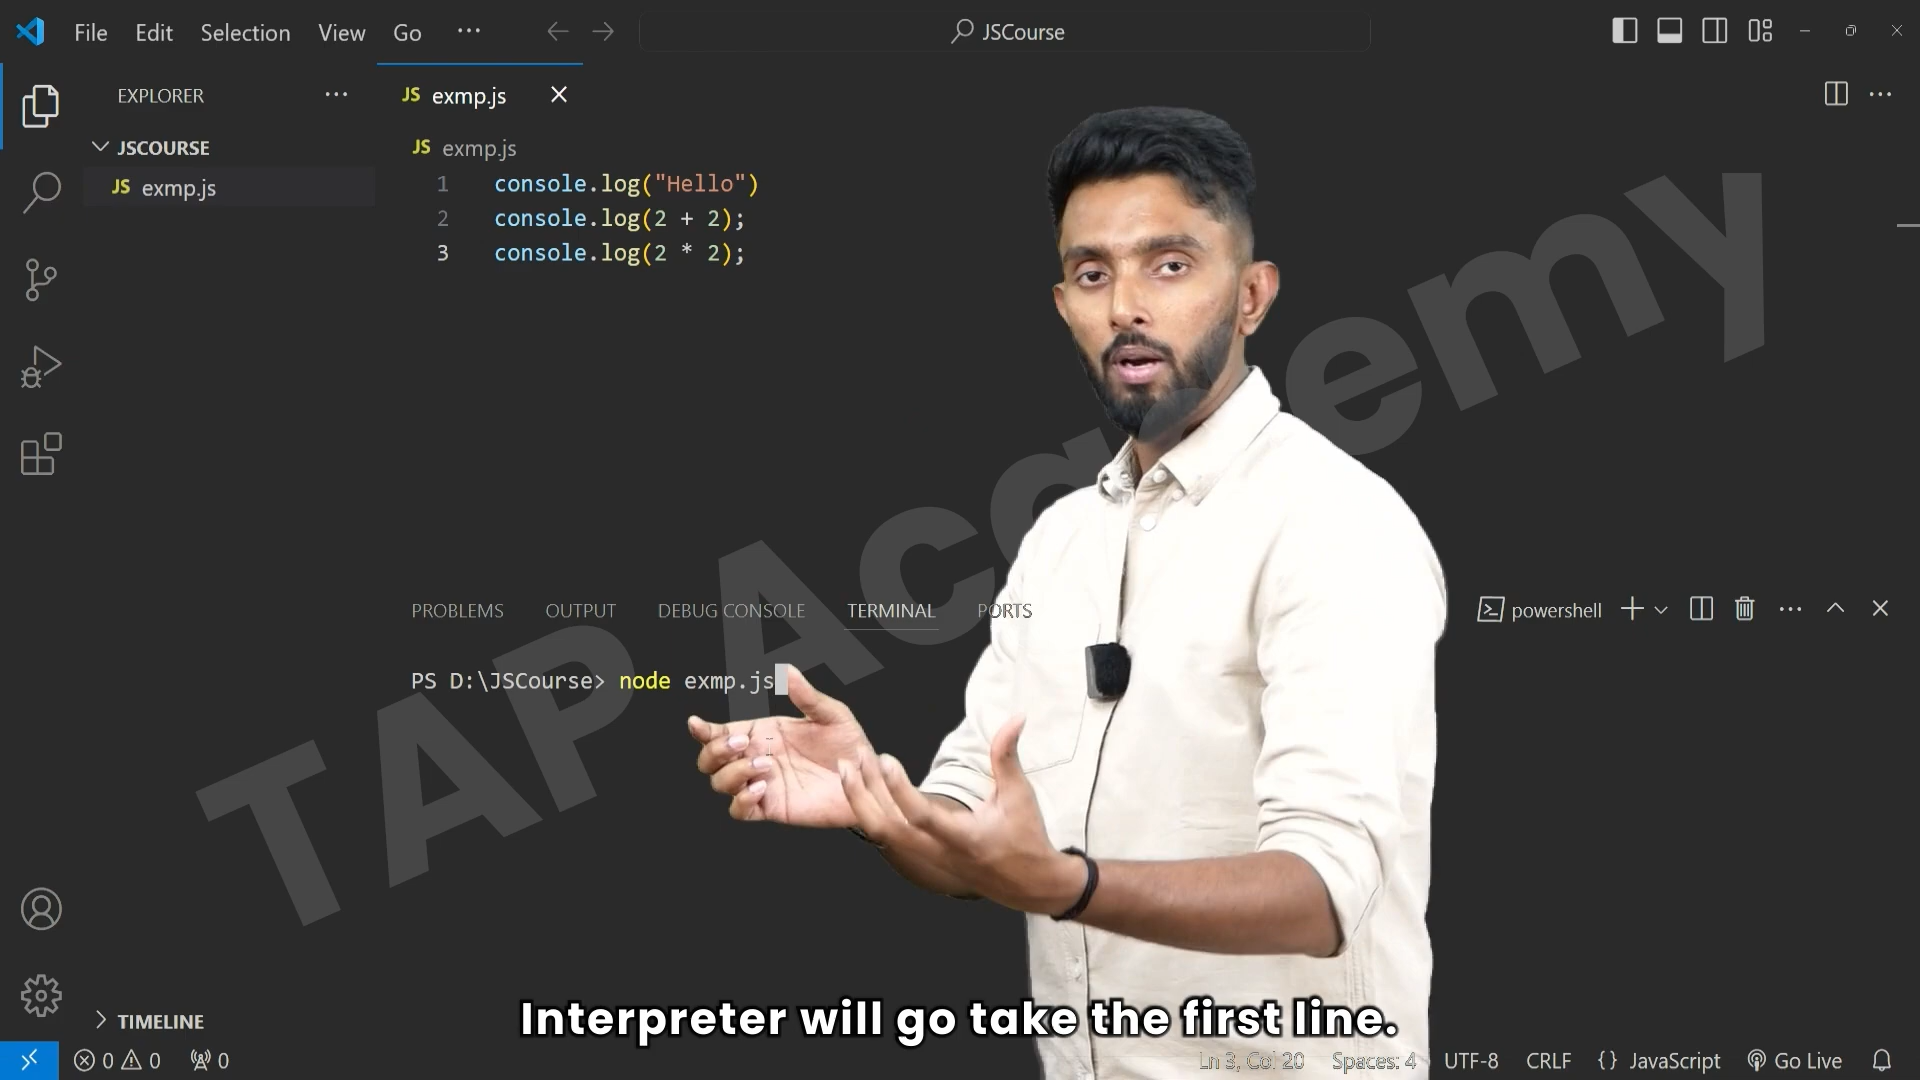 File Edit Selection View Go ... JSCourse
EXPLORER ...
JS exmp.js
JSCOURSE
JS exmp.js
JS exmp.js
1 console.log("Hello")
2 console.log(2 + 2);
3 console.log(2 * 2);
TAP Academy
PROBLEMS OUTPUT DEBUG CONSOLE TERMINAL PORTS powershell
PS D:\JSCourse> node exmp.js
TIMELINE
Interpreter will go take the first line.
0 0 0 Ln 3, Col 20 Spaces: 4 UTF-8 CRLF {} JavaScript Go Live